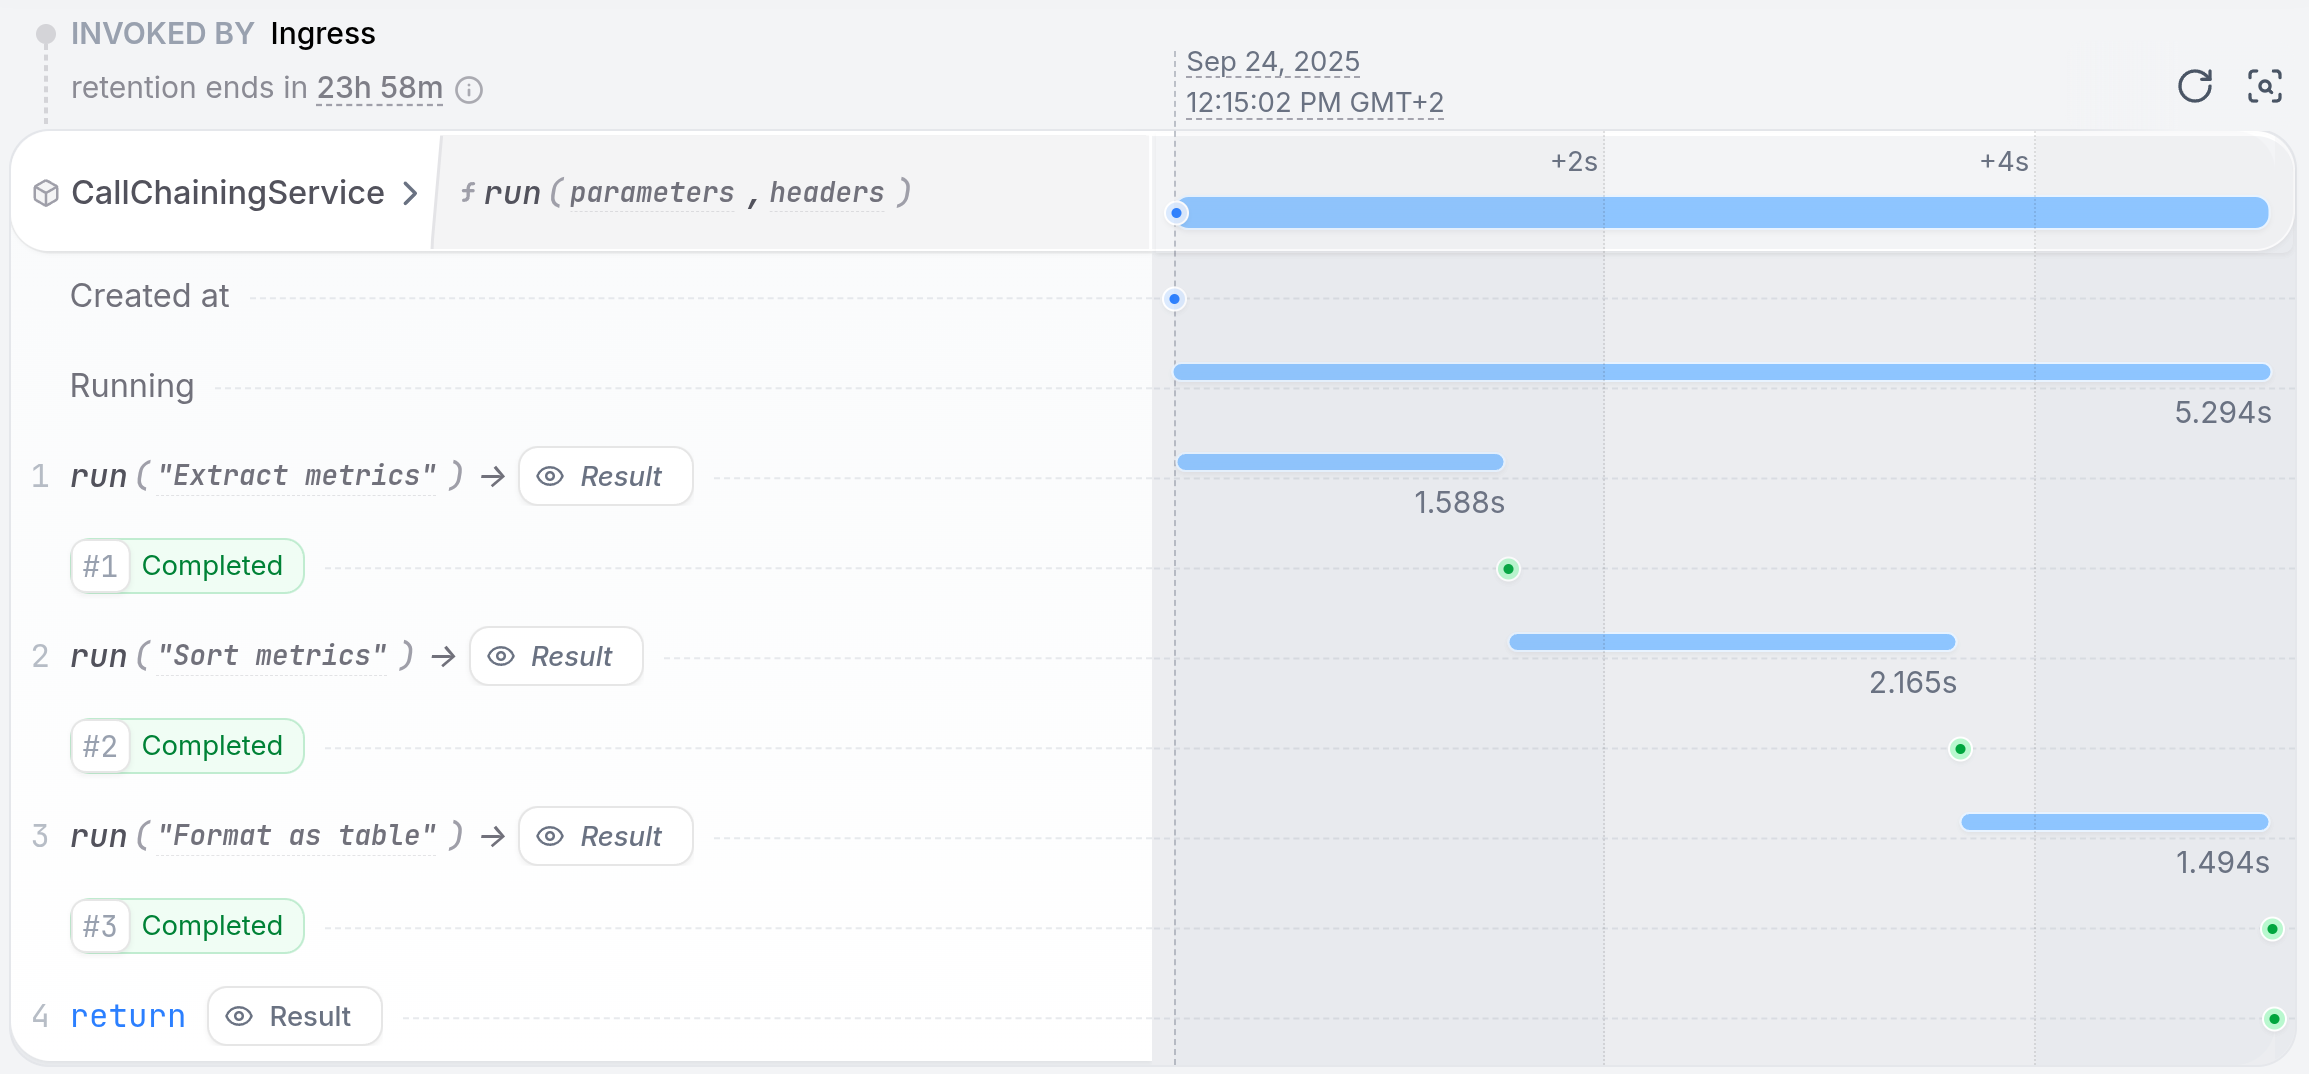 INVOKED BY Ingress
retention ends in 23h 58m
Sep 24, 2025
12:15:02 PM GMT+2
CallChainingService
f run(parameters, headers)
+2s
+4s
Created at
Running
5.294s
1 run("Extract metrics") → Result
1.588s
#1 Completed
2 run("Sort metrics") → Result
2.165s
#2 Completed
3 run("Format as table") → Result
1.494s
#3 Completed
4 return Result